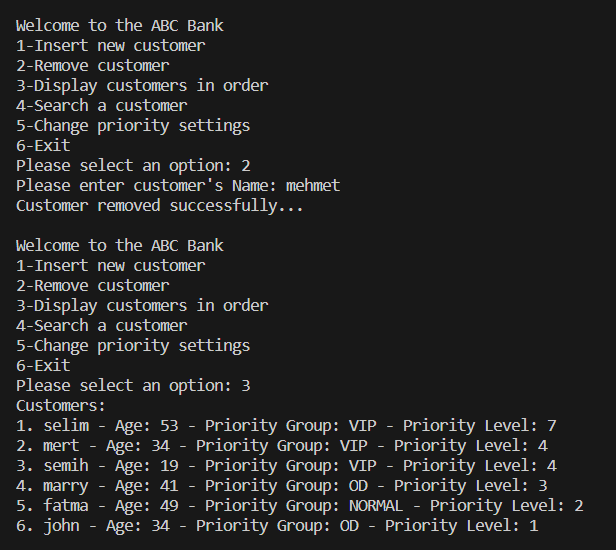 Welcome to the ABC Bank
1-Insert new customer
2-Remove customer
3-Display customers in order
4-Search a customer
5-Change priority settings
6-Exit
Please select an option: 2
Please enter customer's Name: mehmet
Customer removed successfully...

Welcome to the ABC Bank
1-Insert new customer
2-Remove customer
3-Display customers in order
4-Search a customer
5-Change priority settings
6-Exit
Please select an option: 3
Customers:
1. selim - Age: 53 - Priority Group: VIP - Priority Level: 7
2. mert - Age: 34 - Priority Group: VIP - Priority Level: 4
3. semih - Age: 19 - Priority Group: VIP - Priority Level: 4
4. marry - Age: 41 - Priority Group: OD - Priority Level: 3
5. fatma - Age: 49 - Priority Group: NORMAL - Priority Level: 2
6. john - Age: 34 - Priority Group: OD - Priority Level: 1